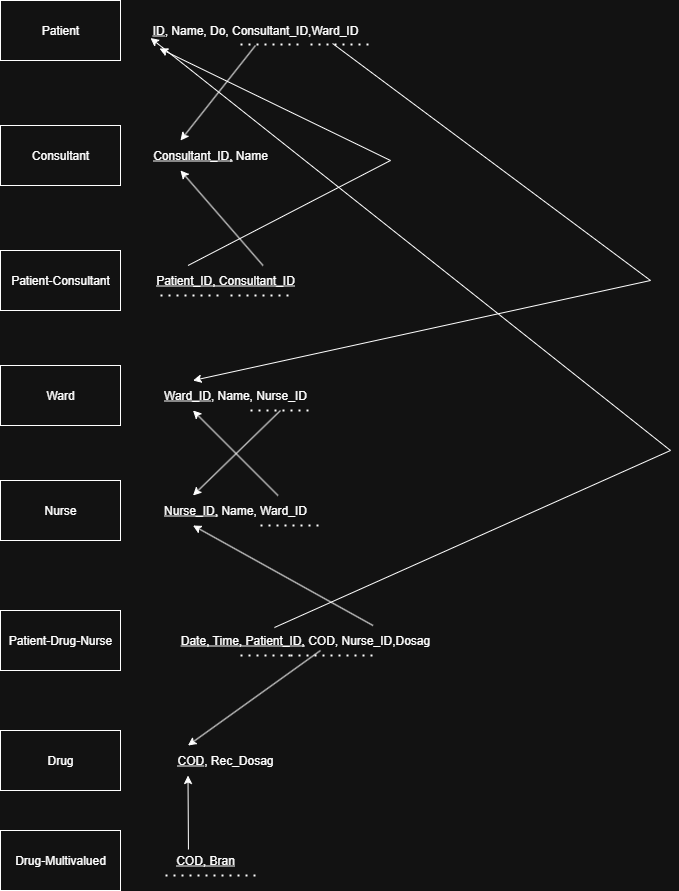 Patient ID, Name, Do, Consultant_ID,Ward_ID
Consultant Consultant_ID, Name
Patient-Consultant Patient_ID, Consultant_ID
Ward Ward_ID, Name, Nurse_ID
Nurse Nurse_ID, Name, Ward_ID
Patient-Drug-Nurse Date, Time, Patient_ID, COD, Nurse_ID,Dosag
Drug COD, Rec_Dosag
Drug-Multivalued COD, Bran